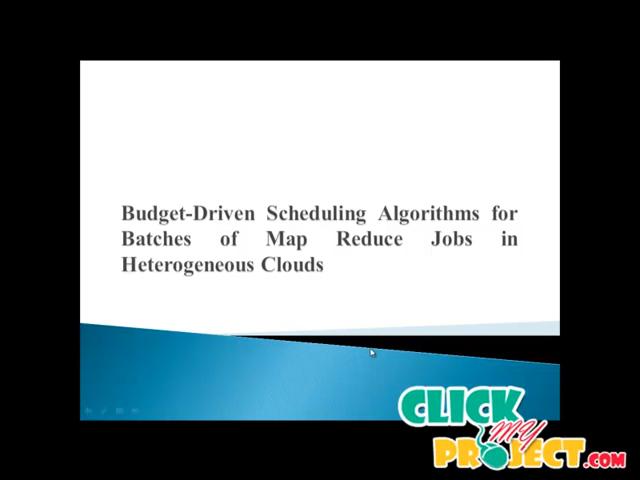 Budget-Driven Scheduling Algorithms for
Batches of Map Reduce Jobs in
Heterogeneous Clouds
CLICK
MY
PROJECT.COM